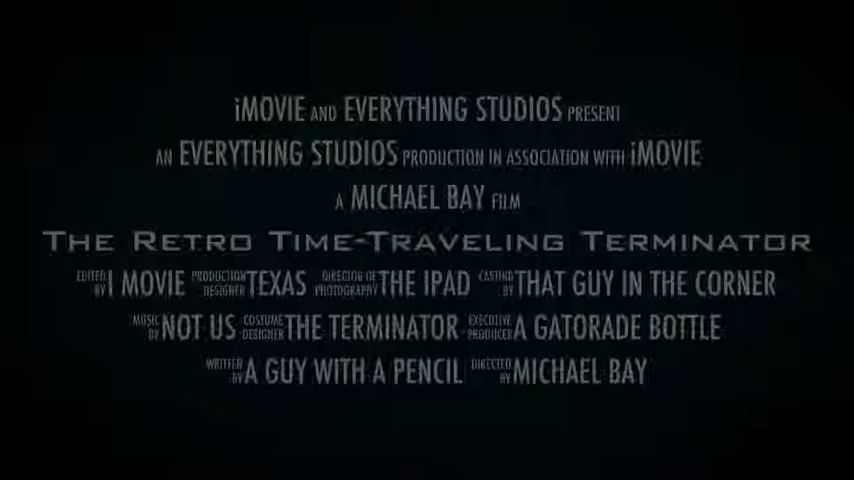 iMOVIE AND EVERYTHING STUDIOS PRESENT
AN EVERYTHING STUDIOS PRODUCTION IN ASSOCIATION WITH iMOVIE
A MICHAEL BAY FILM
THE RETRO TIME-TRAVELING TERMINATOR
EDITED BY I MOVIE PRODUCTION DESIGNER TEXAS DIRECTOR OF PHOTOGRAPHY THE IPAD CASTING BY THAT GUY IN THE CORNER
MUSIC BY NOT US COSTUME DESIGNER THE TERMINATOR EXECUTIVE PRODUCER A GATORADE BOTTLE
WRITTEN BY A GUY WITH A PENCIL DIRECTED BY MICHAEL BAY